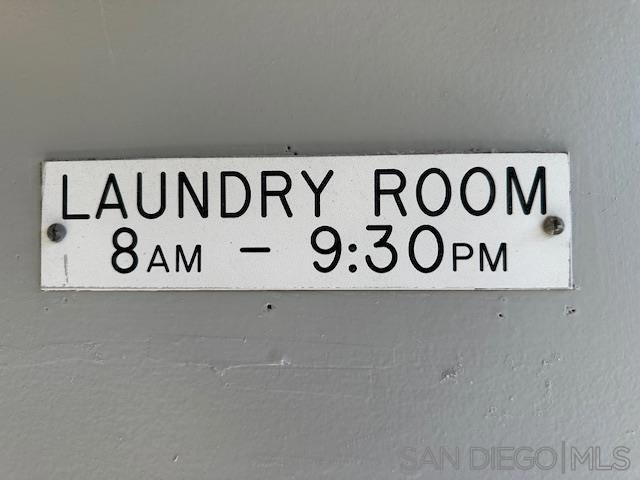 LAUNDRY ROOM
8AM - 9:30PM
SAN DIEGO|MLS